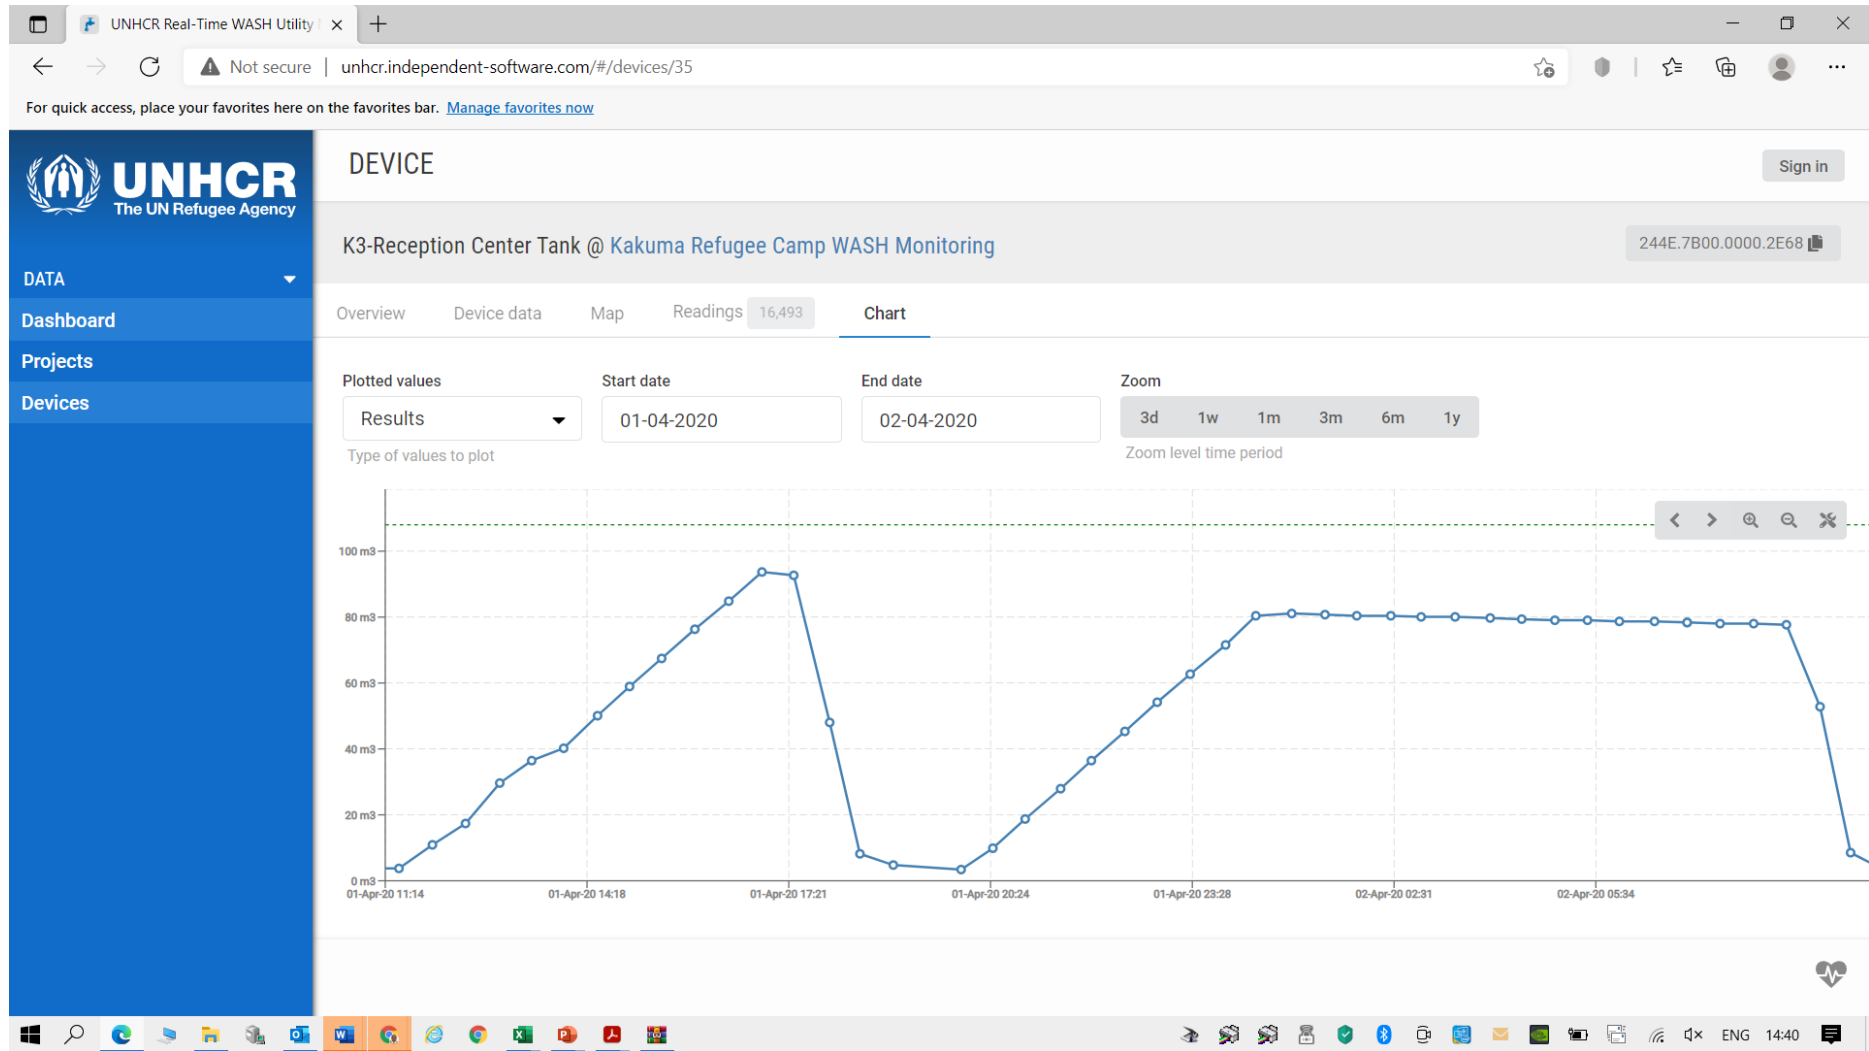 UNHCR Real-Time WASH Utility
Not secure | unhcr.independent-software.com/#/devices/35
For quick access, place your favorites here on the favorites bar. Manage favorites now
UNHCR
The UN Refugee Agency
DEVICE
Sign in
K3-Reception Center Tank @ Kakuma Refugee Camp WASH Monitoring
244E.7B00.0000.2E68
DATA
Dashboard
Projects
Devices
Overview Device data Map Readings 16,493 Chart
Plotted values Start date End date Zoom
Results 01-04-2020 02-04-2020 3d 1w 1m 3m 6m 1y
Type of values to plot Zoom level time period
100 m3
80 m3
60 m3
40 m3
20 m3
0 m3
01-Apr-20 11:14 01-Apr-20 14:18 01-Apr-20 17:21 01-Apr-20 20:24 01-Apr-20 23:28 02-Apr-20 02:31 02-Apr-20 05:34
ENG 14:40